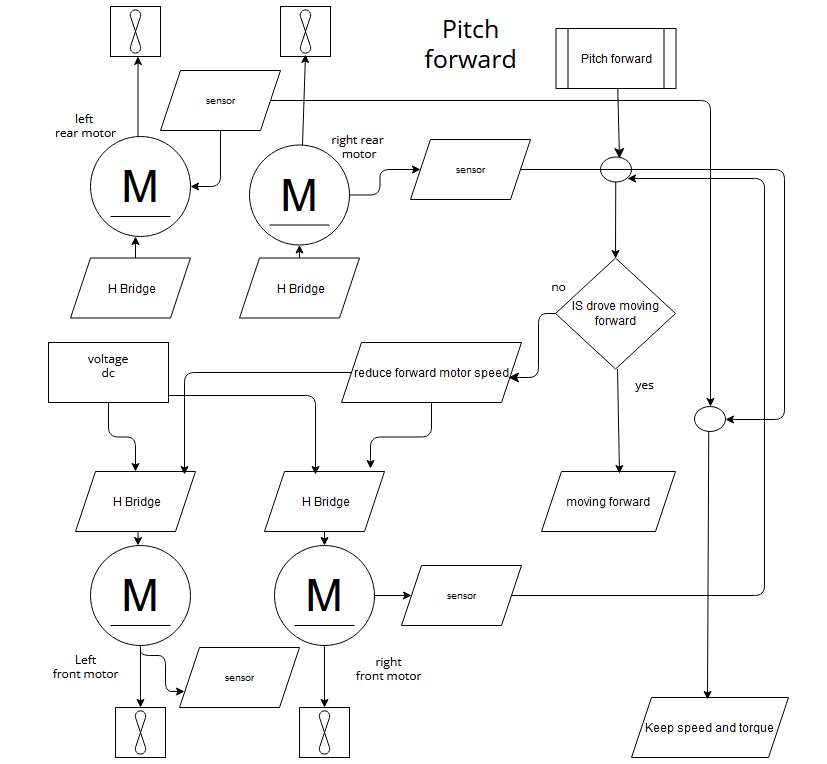 Pitch
forward
Pitch forward
sensor
left
rear motor
right rear
motor
sensor
M
M
H Bridge
H Bridge
no
IS drove moving
forward
voltage
dc
reduce forward motor speed
yes
H Bridge
H Bridge
moving forward
M
M
sensor
Left
front motor
sensor
right
front motor
Keep speed and torque